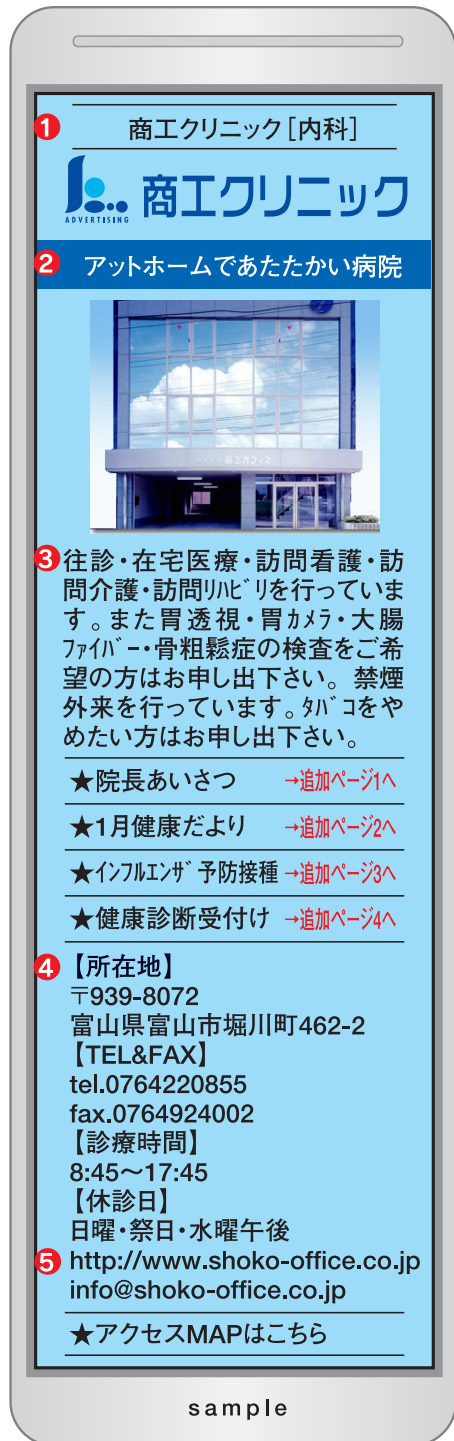 ❶ 商工クリニック［内科］
ADVERTISING
商工クリニック
❷ アットホームであたたかい病院
商工オフィス
❸ 往診・在宅医療・訪問看護・訪
問介護・訪問ﾘﾊﾋﾞﾘを行っていま
す。また胃透視・胃ｶﾒﾗ・大腸
ﾌｧｲﾊﾞｰ・骨粗鬆症の検査をご希
望の方はお申し出下さい。禁煙
外来を行っています。ﾀﾊﾞｺをや
めたい方はお申し出下さい。
★院長あいさつ →追加ページ1へ
★1月健康だより →追加ページ2へ
★ｲﾝﾌﾙｴﾝｻﾞ予防接種 →追加ページ3へ
★健康診断受付け →追加ページ4へ
❹ 【所在地】
〒939-8072
富山県富山市堀川町462-2
【TEL&FAX】
tel.0764220855
fax.0764924002
【診療時間】
8:45〜17:45
【休診日】
日曜・祭日・水曜午後
❺ http://www.shoko-office.co.jp
info@shoko-office.co.jp
★アクセスMAPはこちら
sample